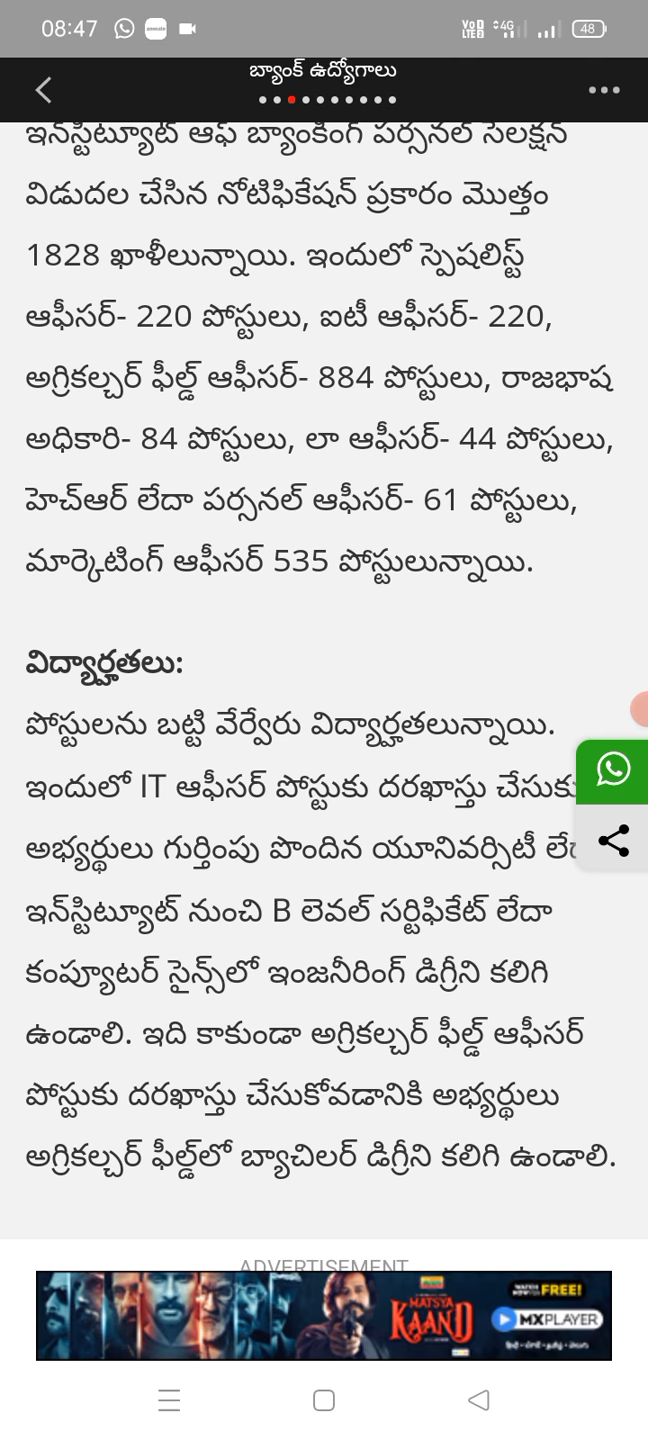 08:47
VoD
LTE 2
4G
48
బ్యాంక్ ఉద్యోగాలు
ఇన్‌స్టిట్యూట్ ఆఫ్ బ్యాంకింగ్ పర్సనల్ సెలక్షన్
విడుదల చేసిన నోటిఫికేషన్ ప్రకారం మొత్తం
1828 ఖాళీలున్నాయి. ఇందులో స్పెషలిస్ట్
ఆఫీసర్- 220 పోస్టులు, ఐటీ ఆఫీసర్- 220,
అగ్రికల్చర్ ఫీల్డ్ ఆఫీసర్- 884 పోస్టులు, రాజభాష
అధికారి- 84 పోస్టులు, లా ఆఫీసర్- 44 పోస్టులు,
హెచ్ఆర్ లేదా పర్సనల్ ఆఫీసర్- 61 పోస్టులు,
మార్కెటింగ్ ఆఫీసర్ 535 పోస్టులున్నాయి.
విద్యార్హతలు:
పోస్టులను బట్టి వేర్వేరు విద్యార్హతలున్నాయి.
ఇందులో IT ఆఫీసర్ పోస్టుకు దరఖాస్తు
అభ్యర్థులు గుర్తింపు పొందిన యూనివర్సిటీ
ఇన్‌స్టిట్యూట్ నుంచి B లెవల్ సర్టిఫికేట్ లేదా
కంప్యూటర్ సైన్స్‌లో ఇంజనీరింగ్ డిగ్రీని కలిగి
ఉండాలి. ఇది కాకుండా అగ్రికల్చర్ ఫీల్డ్ ఆఫీసర్
పోస్టుకు దరఖాస్తు చేసుకోవడానికి అభ్యర్థులు
అగ్రికల్చర్ ఫీల్డ్‌లో బ్యాచిలర్ డిగ్రీని కలిగి ఉండాలి.
ADVERTISEMENT
MATSYA
KAAND
FREE!
MXPLAYER